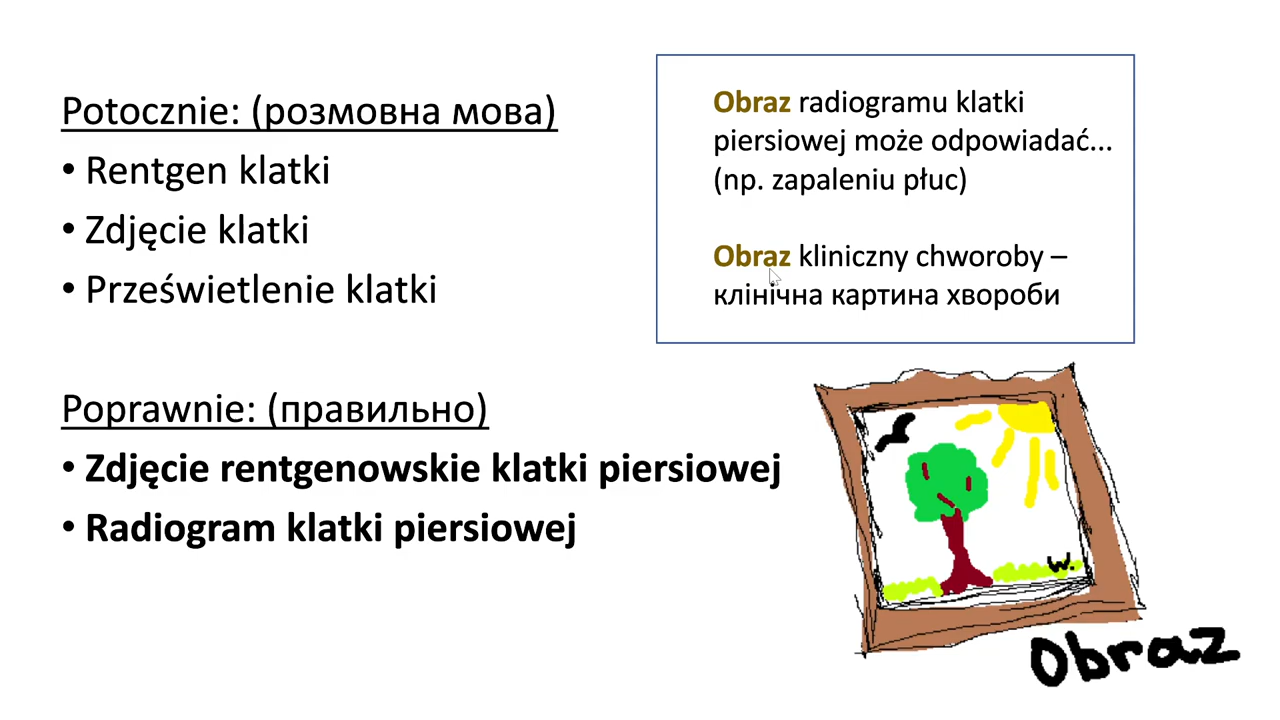 Potocznie: (розмовна мова)
• Rentgen klatki
• Zdjęcie klatki
• Prześwietlenie klatki
Poprawnie: (правильно)
• Zdjęcie rentgenowskie klatki piersiowej
• Radiogram klatki piersiowej
Obraz radiogramu klatki
piersiowej może odpowiadać...
(np. zapaleniu płuc)
Obraz kliniczny chworoby –
клінічна картина хвороби
W.
Obraz